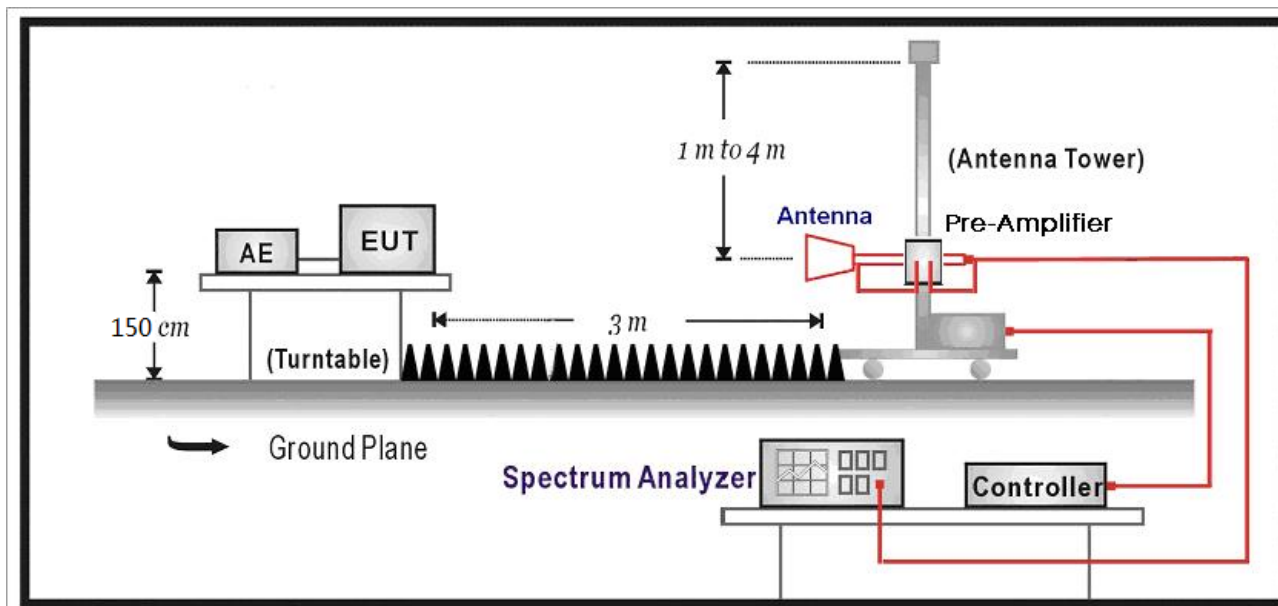 1 m to 4 m
(Antenna Tower)
Antenna
Pre-Amplifier
AE
EUT
150 cm
3 m
(Turntable)
Ground Plane
Spectrum Analyzer
Controller